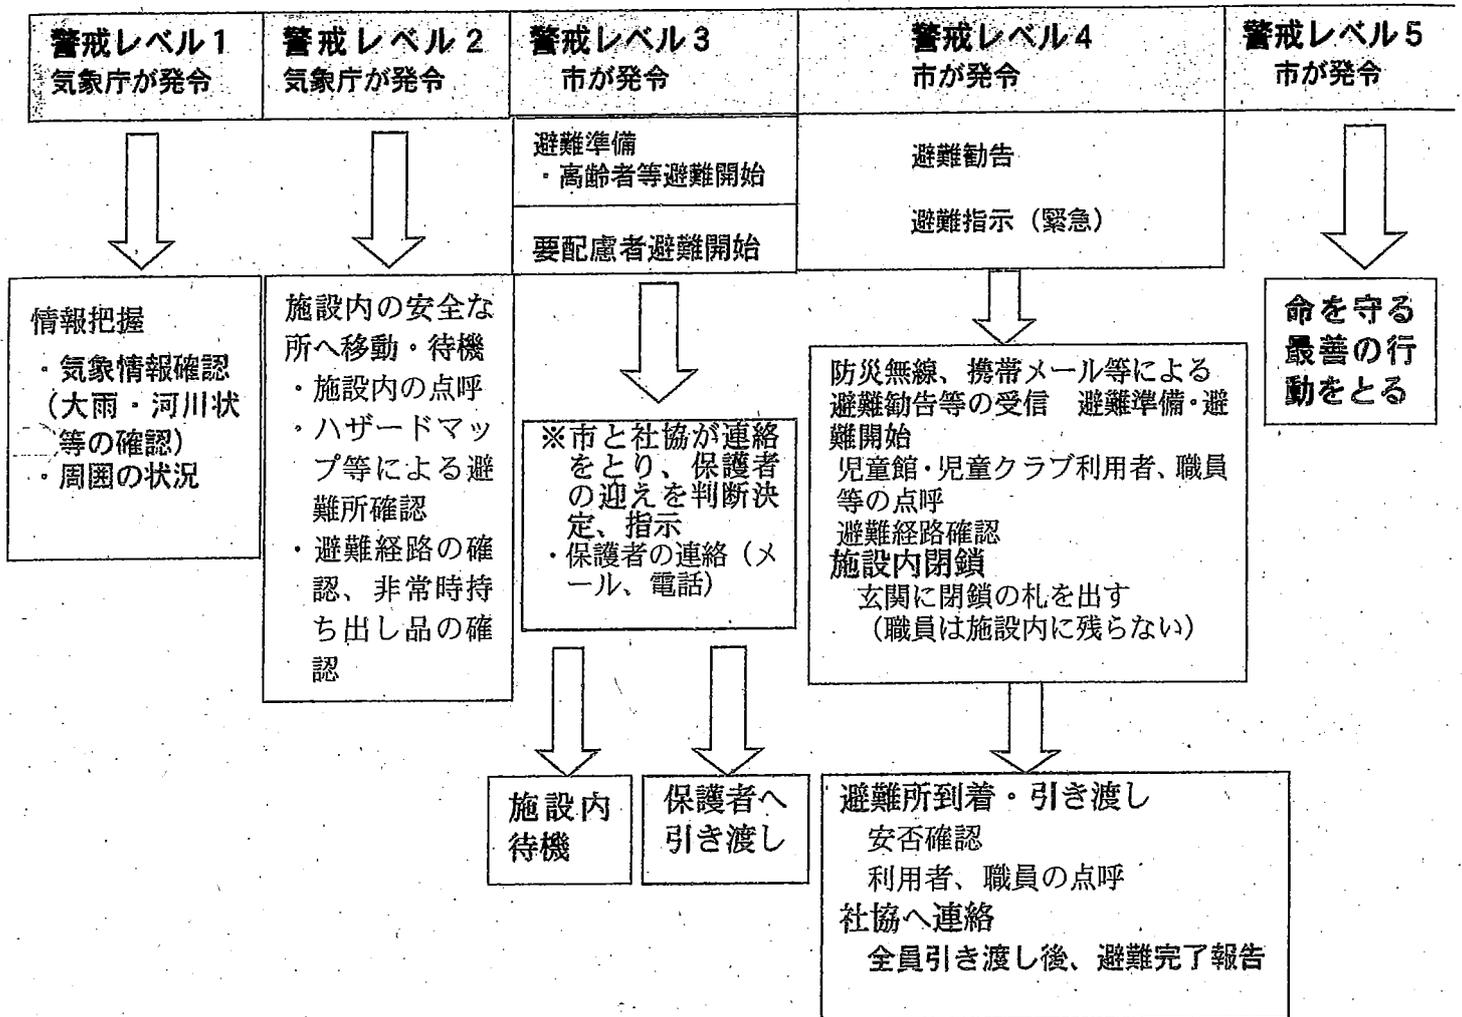 警戒レベル1
気象庁が発令
警戒レベル2
気象庁が発令
警戒レベル3
市が発令
警戒レベル4
市が発令
警戒レベル5
市が発令
避難準備
・高齢者等避難開始
要配慮者避難開始
避難勧告
避難指示（緊急）
情報把握
・気象情報確認
（大雨・河川状
等の確認）
・周囲の状況
施設内の安全な
所へ移動・待機
・施設内の点呼
・ハザードマッ
プ等による避
難所確認
・避難経路の確
認、非常時持
ち出し品の確
認
※市と社協が連絡
をとり、保護者
の迎えを判断決
定、指示
・保護者の連絡（メ
ール、電話）
施設内
待機
保護者へ
引き渡し
防災無線、携帯メール等による
避難勧告等の受信　避難準備・避
難開始
児童館・児童クラブ利用者、職員
等の点呼
避難経路確認
施設内閉鎖
玄関に閉鎖の札を出す
（職員は施設内に残らない）
避難所到着・引き渡し
安否確認
利用者、職員の点呼
社協へ連絡
全員引き渡し後、避難完了報告
命を守る
最善の行
動をとる